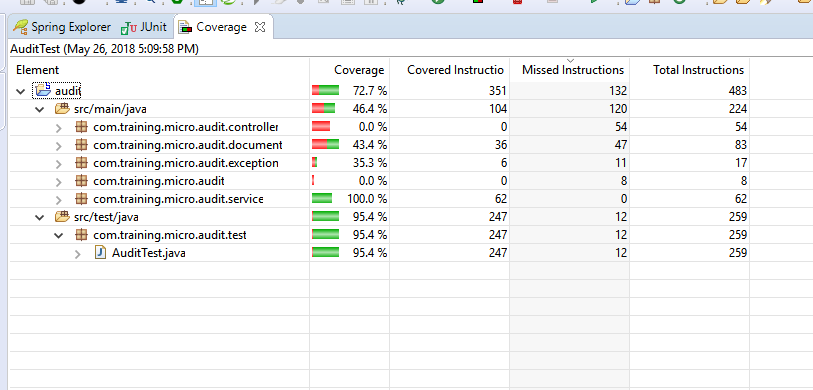 Spring Explorer JUnit Coverage
AuditTest (May 26, 2018 5:09:58 PM)
Element Coverage Covered Instructio Missed Instructions Total Instructions
audit 72.7 % 351 132 483
src/main/java 46.4 % 104 120 224
com.training.micro.audit.controller 0.0 % 0 54 54
com.training.micro.audit.document 43.4 % 36 47 83
com.training.micro.audit.exception 35.3 % 6 11 17
com.training.micro.audit 0.0 % 0 8 8
com.training.micro.audit.service 100.0 % 62 0 62
src/test/java 95.4 % 247 12 259
com.training.micro.audit.test 95.4 % 247 12 259
AuditTest.java 95.4 % 247 12 259